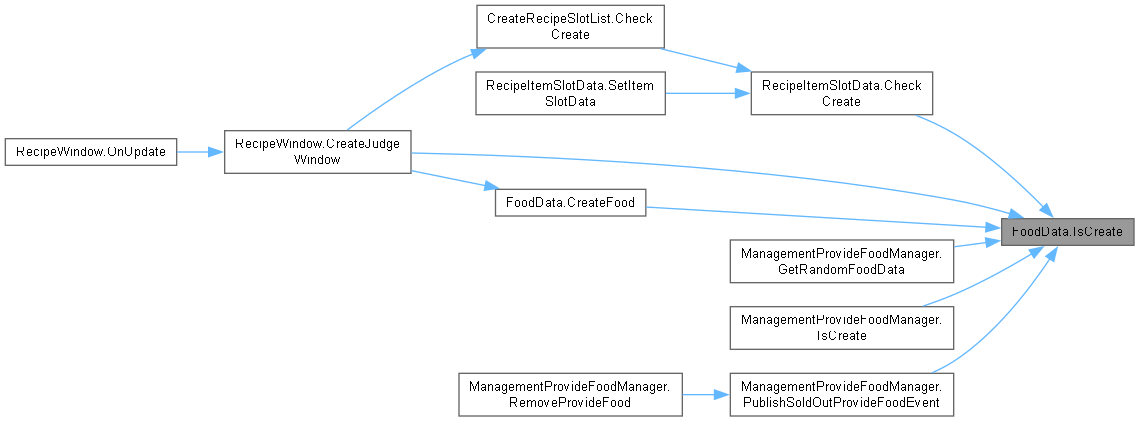 CreateRecipeSlotList.Check
Create
RecipeItemSlotData.SetItem
SlotData
RecipeItemSlotData.Check
Create
RecipeWindow.OnUpdate
RecipeWindow.CreateJudge
Window
FoodData.CreateFood
FoodData.IsCreate
ManagementProvideFoodManager.
GetRandomFoodData
ManagementProvideFoodManager.
IsCreate
ManagementProvideFoodManager.
RemoveProvideFood
ManagementProvideFoodManager.
PublishSoldOutProvideFoodEvent